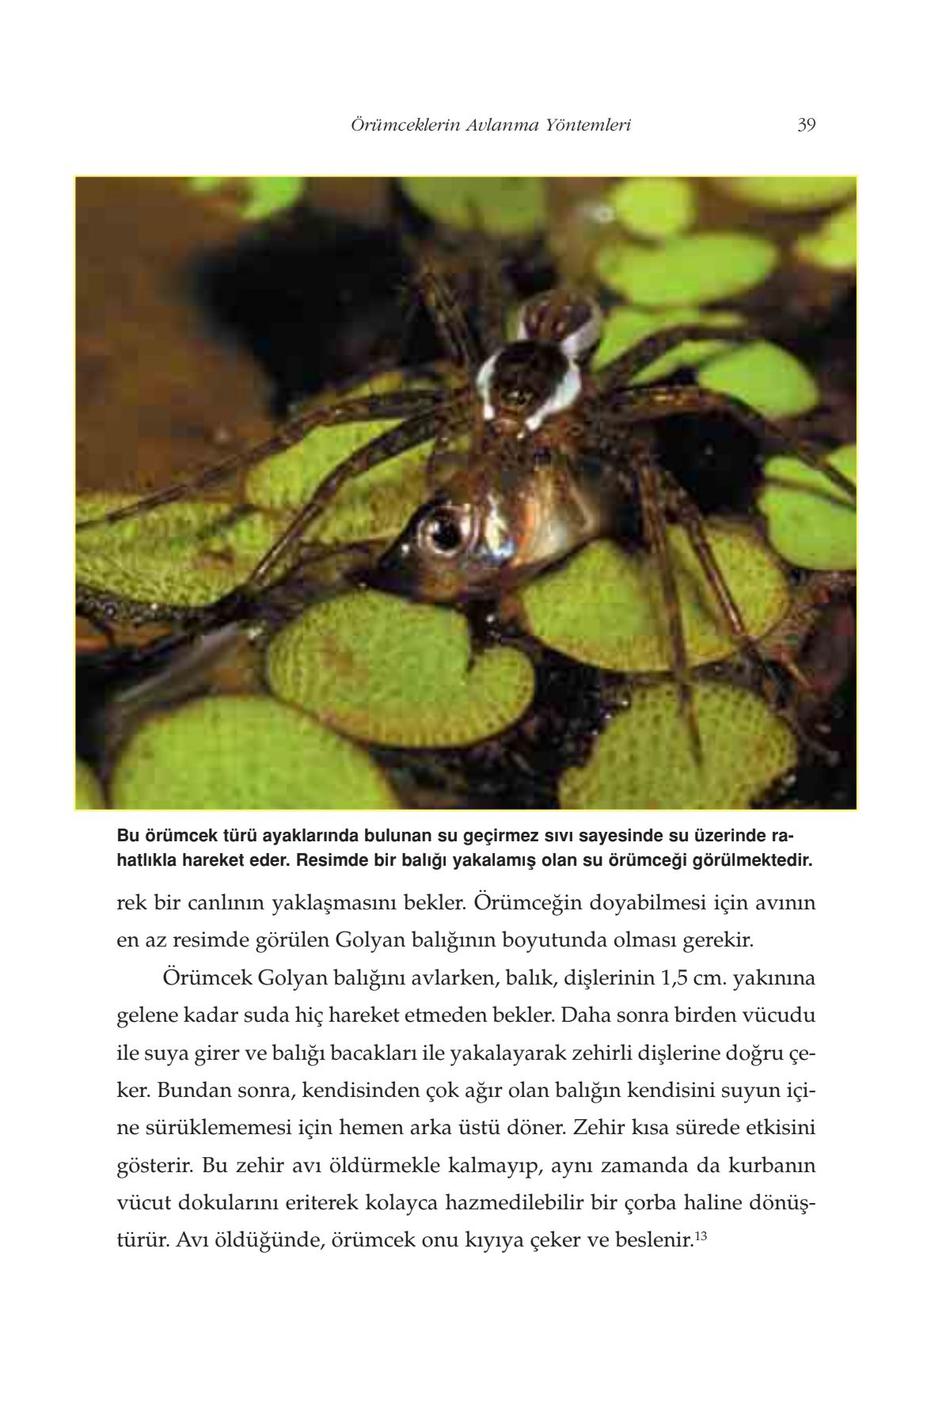 Örümceklerin Avlanma Yöntemleri 39
Bu örümcek türü ayaklarında bulunan su geçirmez sıvı sayesinde su üzerinde ra-
hatlıkla hareket eder. Resimde bir balığı yakalamış olan su örümceği görülmektedir.
rek bir canlının yaklaşmasını bekler. Örümceğin doyabilmesi için avının
en az resimde görülen Golyan balığının boyutunda olması gerekir.
Örümcek Golyan balığını avlarken, balık, dişlerinin 1,5 cm. yakınına
gelene kadar suda hiç hareket etmeden bekler. Daha sonra birden vücudu
ile suya girer ve balığı bacakları ile yakalayarak zehirli dişlerine doğru çe-
ker. Bundan sonra, kendisinden çok ağır olan balığın kendisini suyun içi-
ne sürüklememesi için hemen arka üstü döner. Zehir kısa sürede etkisini
gösterir. Bu zehir avı öldürmekle kalmayıp, aynı zamanda da kurbanın
vücut dokularını eriterek kolayca hazmedilebilir bir çorba haline dönüş-
türür. Avı öldüğünde, örümcek onu kıyıya çeker ve beslenir.¹³